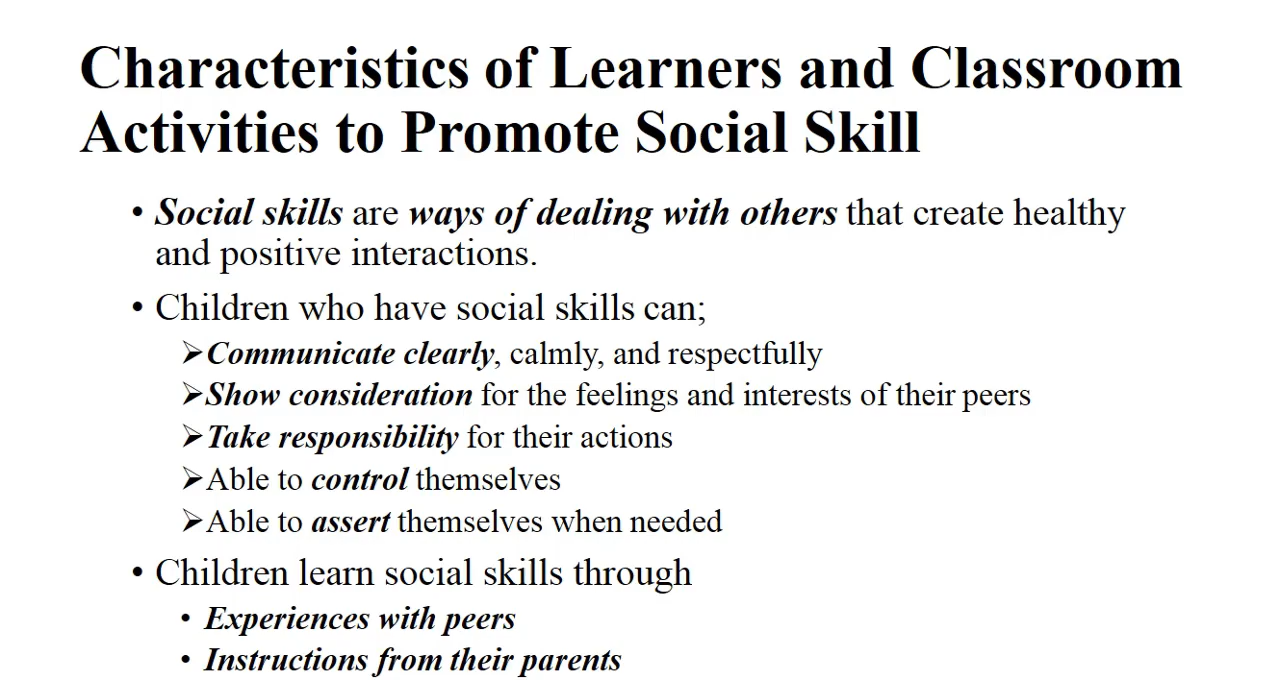 Characteristics of Learners and Classroom
Activities to Promote Social Skill
• Social skills are ways of dealing with others that create healthy
and positive interactions.
• Children who have social skills can;
➢Communicate clearly, calmly, and respectfully
➢Show consideration for the feelings and interests of their peers
➢Take responsibility for their actions
➢Able to control themselves
➢Able to assert themselves when needed
• Children learn social skills through
• Experiences with peers
• Instructions from their parents